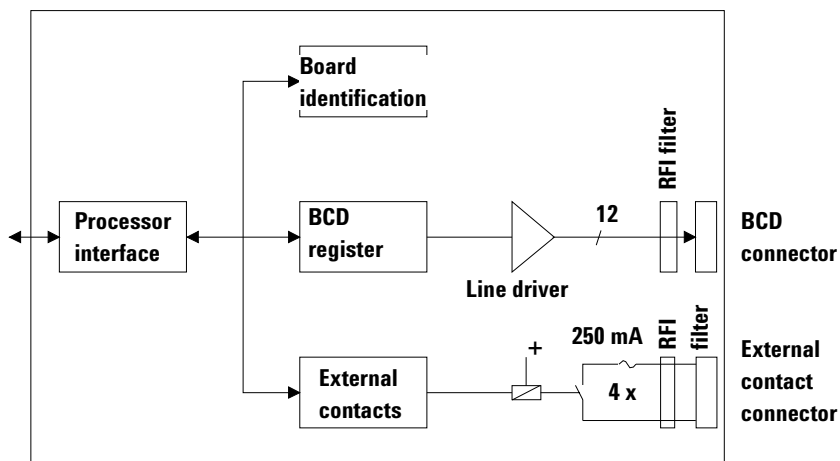 Board
identification
Processor
interface
BCD
register
Line driver
12
RFI filter
BCD
connector
External
contacts
+
250 mA
4 x
RFI
filter
External
contact
connector